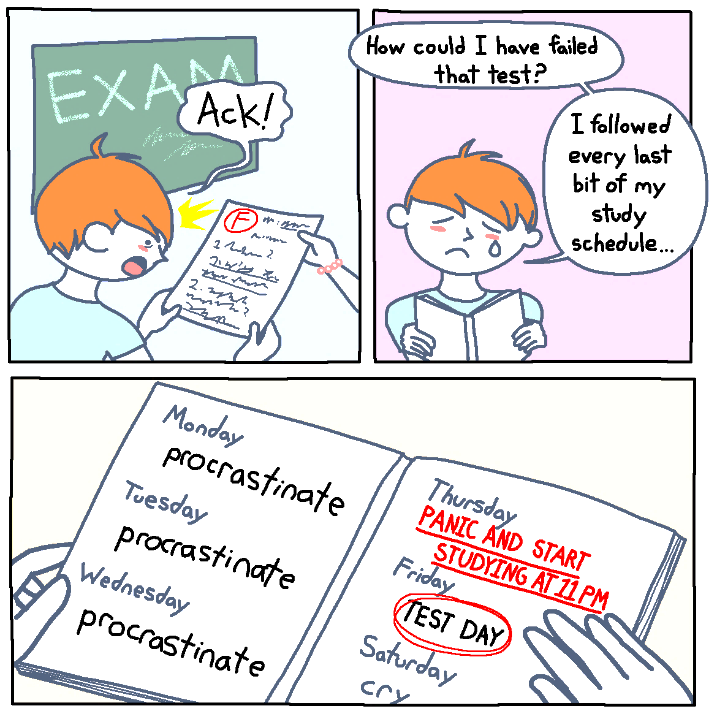 EXAM
Ack!
F
How could I have failed
that test?
I followed
every last
bit of my
study
schedule...
Monday
procrastinate
Tuesday
procrastinate
Wednesday
procrastinate
Thursday
PANIC AND START
STUDYING AT 11 PM
Friday
TEST DAY
Saturday
cry